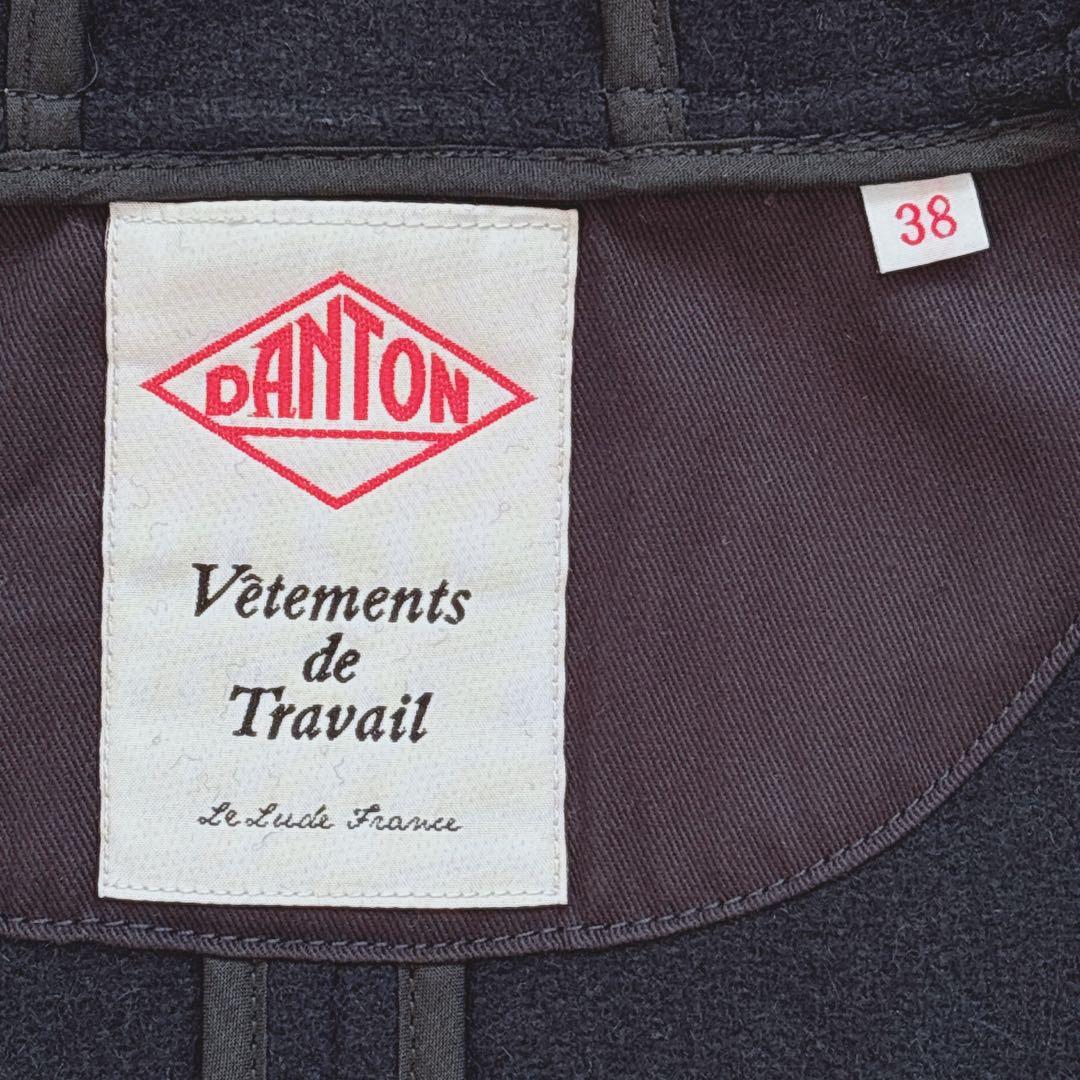 38
DANTON
Vêtements
de
Travail
Le Lude France